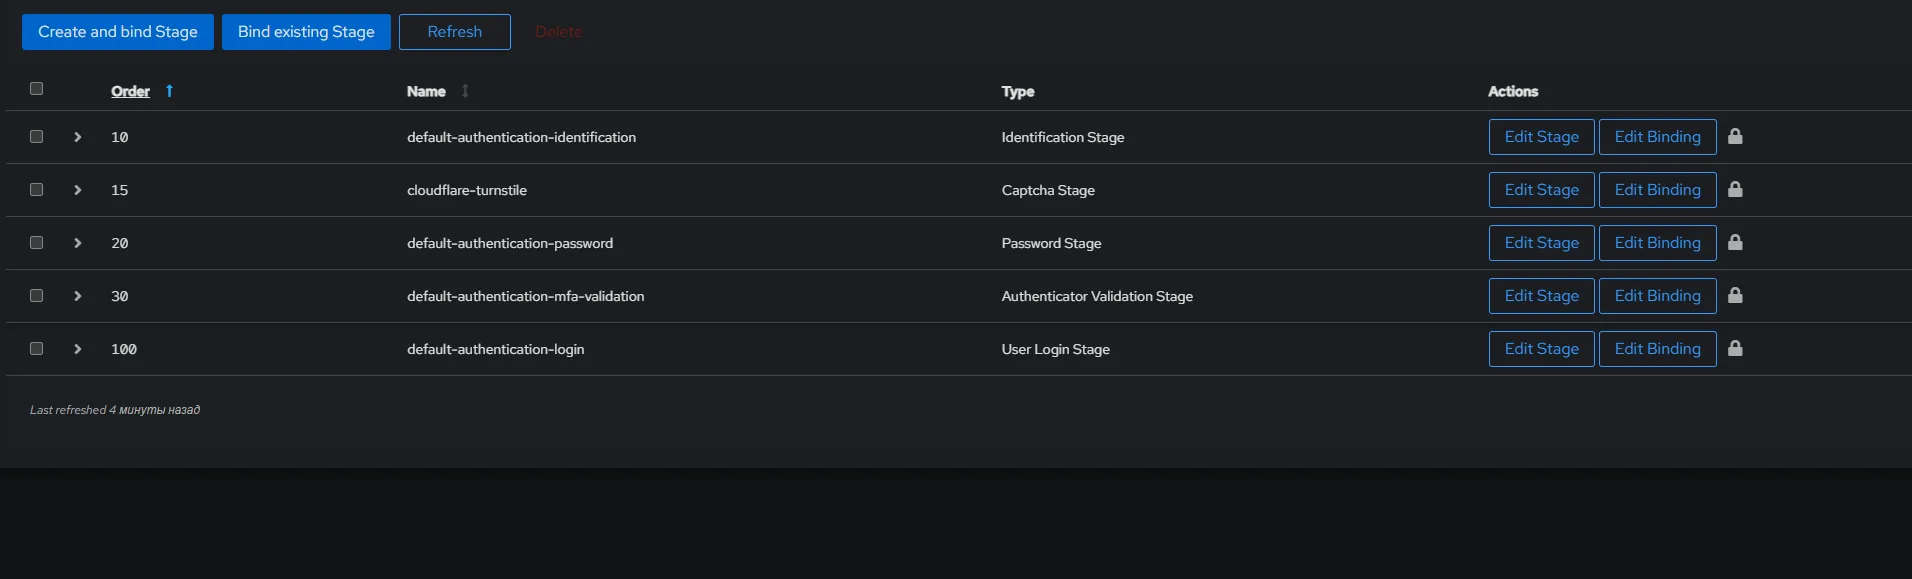 Create and bind Stage Bind existing Stage Refresh Delete
Order Name Type Actions
10 default-authentication-identification Identification Stage Edit Stage Edit Binding
15 cloudflare-turnstile Captcha Stage Edit Stage Edit Binding
20 default-authentication-password Password Stage Edit Stage Edit Binding
30 default-authentication-mfa-validation Authenticator Validation Stage Edit Stage Edit Binding
100 default-authentication-login User Login Stage Edit Stage Edit Binding
Last refreshed 4 минуты назад